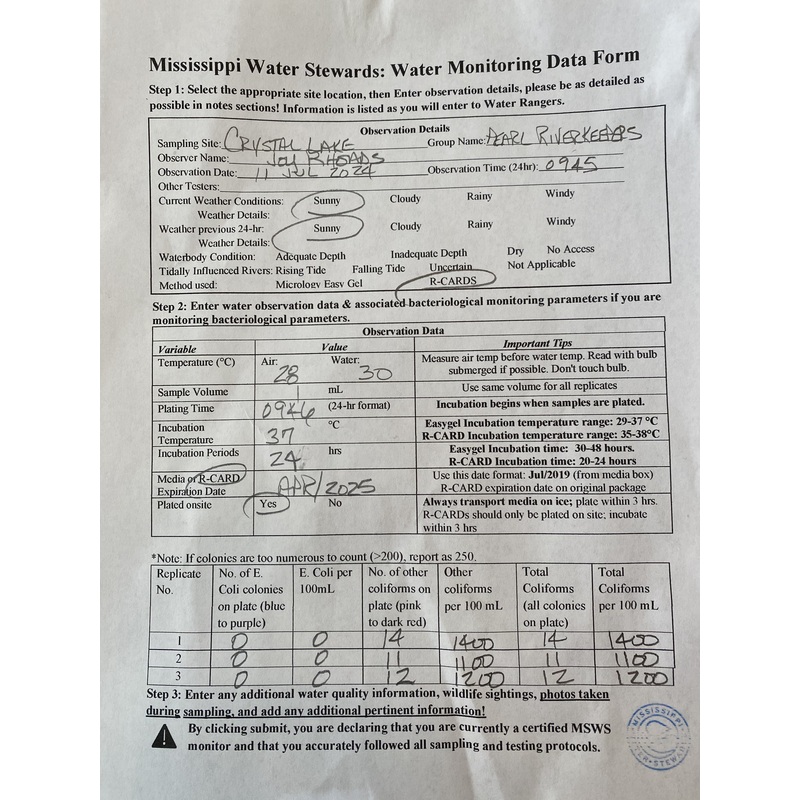 Mississippi Water Stewards: Water Monitoring Data Form
Step 1: Select the appropriate site location, then Enter observation details, please be as detailed as
possible in notes sections! Information is listed as you will enter to Water Rangers.
Observation Details
Sampling Site: CRYSTAL LAKE Group Name: PEARL RIVERKEEPERS
Observer Name: JOY RHOADS
Observation Date: 11 JUL 2024 Observation Time (24hr): 0945
Other Testers:
Current Weather Conditions: Sunny Cloudy Rainy Windy
Weather Details:
Weather previous 24-hr: Sunny Cloudy Rainy Windy
Weather Details:
Waterbody Condition: Adequate Depth Inadequate Depth Dry No Access
Tidally Influenced Rivers: Rising Tide Falling Tide Uncertain Not Applicable
Method used: Micrology Easy Gel R-CARDS
Step 2: Enter water observation data & associated bacteriological monitoring parameters if you are
monitoring bacteriological parameters.
Observation Data
Variable Value Important Tips
Temperature (°C) Air: 28 Water: 30 Measure air temp before water temp. Read with bulb
submerged if possible. Don't touch bulb.
Sample Volume 1 mL Use same volume for all replicates
Plating Time 0946 (24-hr format) Incubation begins when samples are plated.
Incubation
Temperature 37 °C Easygel Incubation temperature range: 29-37 °C
R-CARD Incubation temperature range: 35-38°C
Incubation Periods 24 hrs Easygel Incubation time: 30-48 hours.
R-CARD Incubation time: 20-24 hours
Media or R-CARD
Expiration Date APR/2025 Use this date format: Jul/2019 (from media box)
R-CARD expiration date on original package
Plated onsite Yes No Always transport media on ice; plate within 3 hrs.
R-CARDs should only be plated on site; incubate
within 3 hrs
*Note: If colonies are too numerous to count (>200), report as 250.
Replicate No. of E. E. Coli per No. of other Other Total Total
No. Coli colonies 100mL coliforms on coliforms Coliforms Coliforms
on plate (blue plate (pink per 100 mL (all colonies per 100 mL
to purple) to dark red) on plate)
1 0 0 14 1400 14 1400
2 0 0 11 1100 11 1100
3 0 0 12 1200 12 1200
Step 3: Enter any additional water quality information, wildlife sightings, photos taken
during sampling, and add any additional pertinent information!
By clicking submit, you are declaring that you are currently a certified MSWS
monitor and that you accurately followed all sampling and testing protocols.
MISSISSIPPI